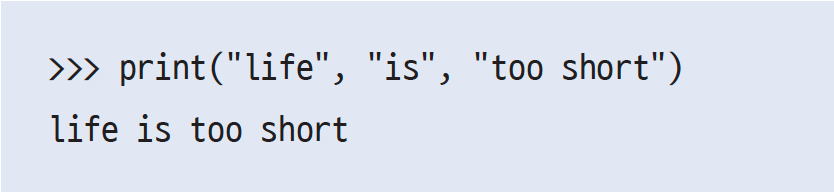 >>> print("life", "is", "too short")
life is too short